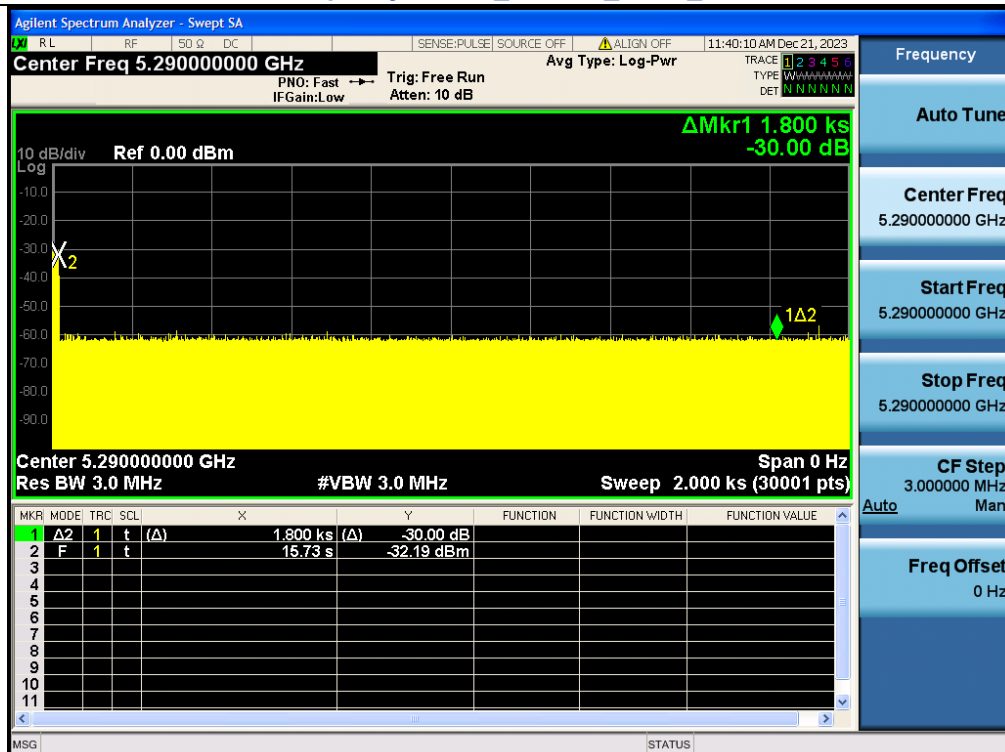 Agilent Spectrum Analyzer - Swept SA
LXI RL RF 50 Ω DC SENSE:PULSE SOURCE OFF ALIGN OFF 11:40:10 AM Dec 21, 2023
Center Freq 5.290000000 GHz Avg Type: Log-Pwr TRACE 1 2 3 4 5 6
PNO: Fast Trig: Free Run TYPE WWWWWW
IFGain:Low Atten: 10 dB DET N N N N N N
ΔMkr1 1.800 ks
10 dB/div Ref 0.00 dBm -30.00 dB
Log
-10.0
-20.0
-30.0
2
-40.0
-50.0
1Δ2
-60.0
-70.0
-80.0
-90.0
Center 5.290000000 GHz Span 0 Hz
Res BW 3.0 MHz #VBW 3.0 MHz Sweep 2.000 ks (30001 pts)
MKR MODE TRC SCL X Y FUNCTION FUNCTION WIDTH FUNCTION VALUE
1 Δ2 1 t (Δ) 1.800 ks (Δ) -30.00 dB
2 F 1 t 15.73 s -32.19 dBm
3
4
5
6
7
8
9
10
11
MSG STATUS
Frequency
Auto Tune
Center Freq
5.290000000 GHz
Start Freq
5.290000000 GHz
Stop Freq
5.290000000 GHz
CF Step
3.000000 MHz
Auto Man
Freq Offset
0 Hz